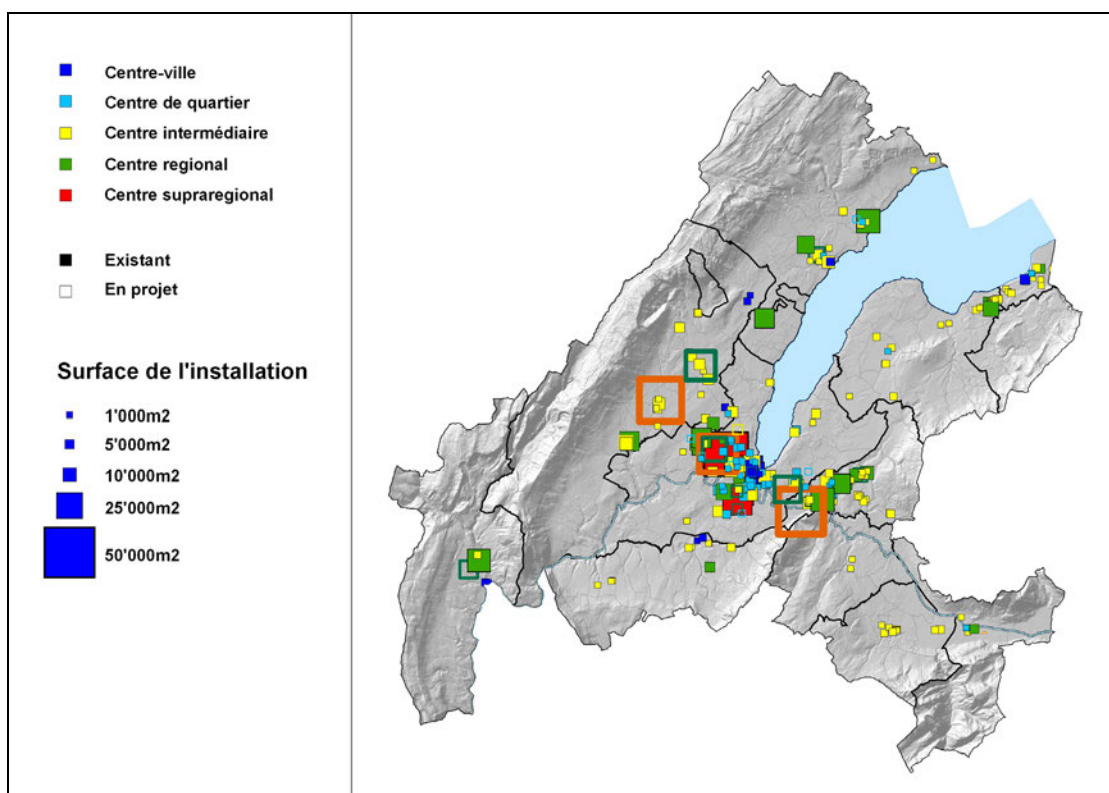 Centre-ville
Centre de quartier
Centre intermédiaire
Centre regional
Centre supraregional
Existant
En projet
Surface de l'installation
1'000m2
5'000m2
10'000m2
25'000m2
50'000m2